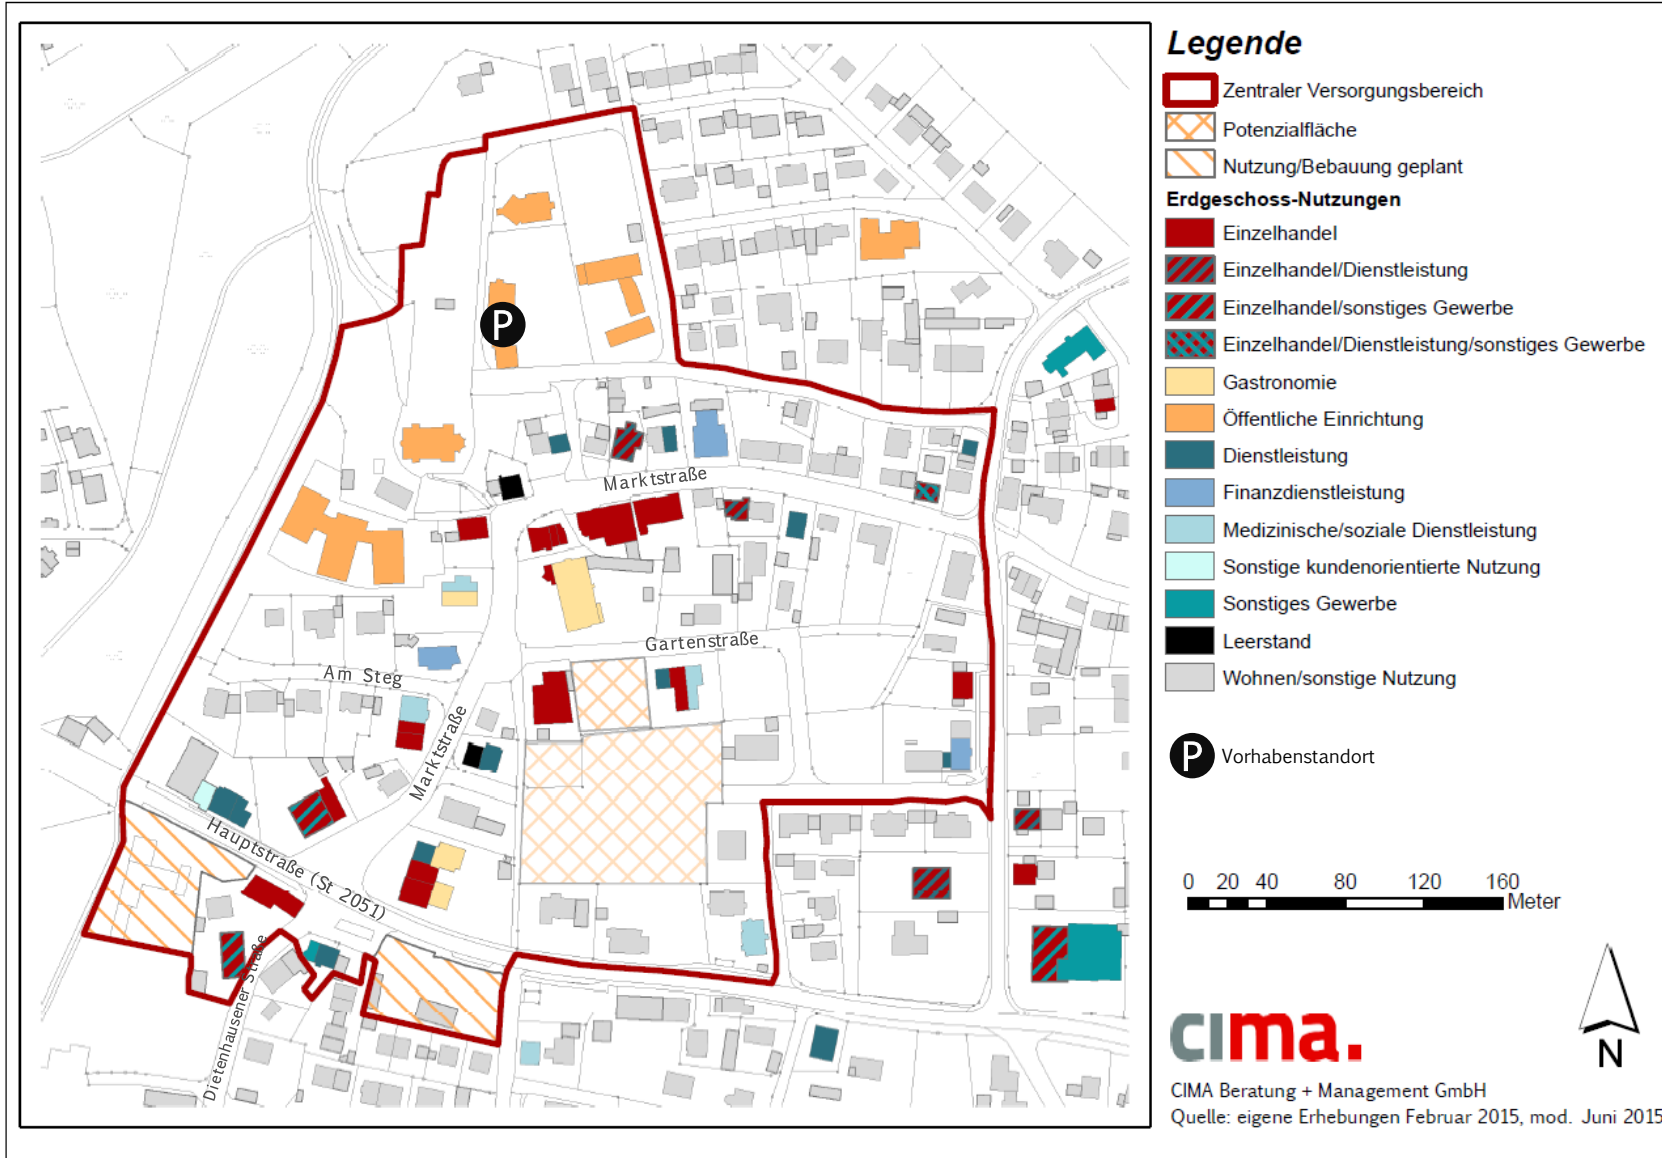 Legende
Zentraler Versorgungsbereich
Potenzialfläche
Nutzung/Bebauung geplant
Erdgeschoss-Nutzungen
Einzelhandel
Einzelhandel/Dienstleistung
Einzelhandel/sonstiges Gewerbe
Einzelhandel/Dienstleistung/sonstiges Gewerbe
Gastronomie
Öffentliche Einrichtung
Dienstleistung
Finanzdienstleistung
Medizinische/soziale Dienstleistung
Sonstige kundenorientierte Nutzung
Sonstiges Gewerbe
Leerstand
Wohnen/sonstige Nutzung
P Vorhabenstandort
0 20 40 80 120 160
Meter
N
cima.
CIMA Beratung + Management GmbH
Quelle: eigene Erhebungen Februar 2015, mod. Juni 2015
P
Marktstraße
Gartenstraße
Am Steg
Marktstraße
Hauptstraße (St 2051)
Dietenhausener Straße